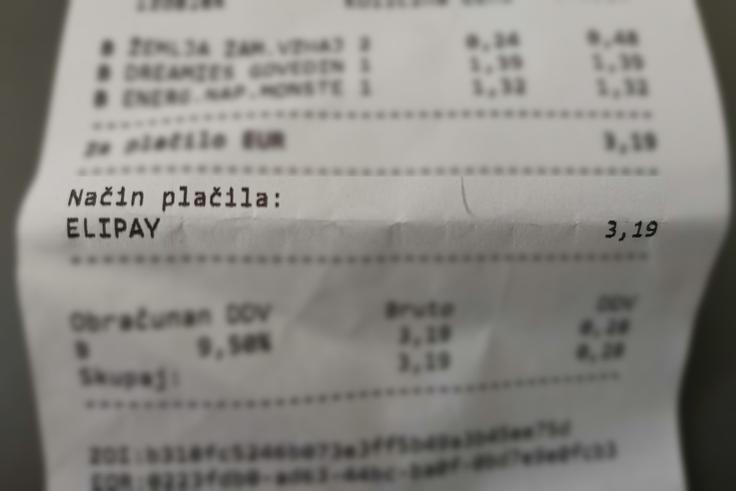 B ŽEMLJA ZAM.VZHAJ 2 0,24 0,48
B DREAMIES GOVEDIN 1 1,39 1,39
B ENERG.NAP.MONSTE 1 1,32 1,32
Za plačilo EUR 3,19
Način plačila:
ELIPAY 3,19
Obračunan DDV Bruto DDV
B 9,50% 3,19 0,28
Skupaj: 3,19 0,28